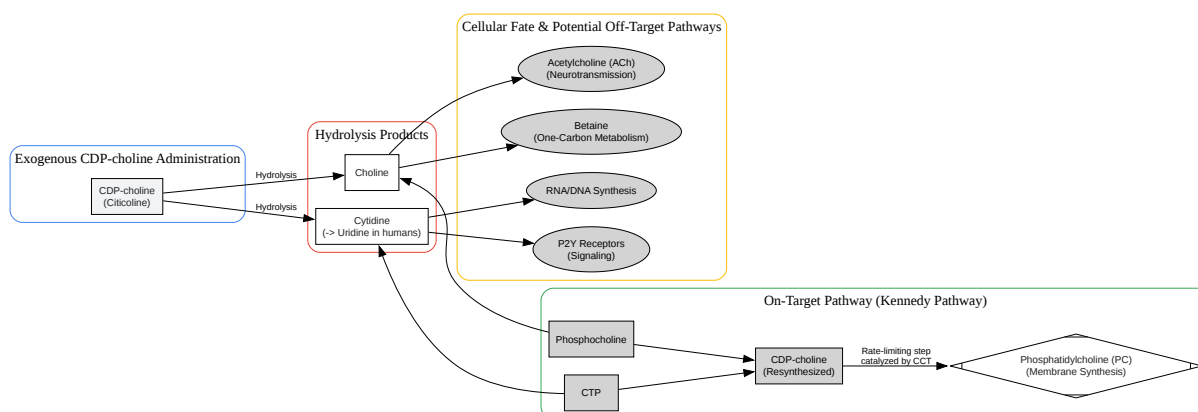 Cellular Fate & Potential Off-Target Pathways
Acetylcholine (ACh)
(Neurotransmission)
Betaine
(One-Carbon Metabolism)
RNA/DNA Synthesis
P2Y Receptors
(Signaling)
Hydrolysis Products
Choline
Cytidine
(-> Uridine in humans)
Exogenous CDP-choline Administration
CDP-choline
(Citicoline)
Hydrolysis
Hydrolysis
On-Target Pathway (Kennedy Pathway)
Phosphocholine
CTP
CDP-choline
(Resynthesized)
Rate-limiting step
catalyzed by CCT
Phosphatidylcholine (PC)
(Membrane Synthesis)